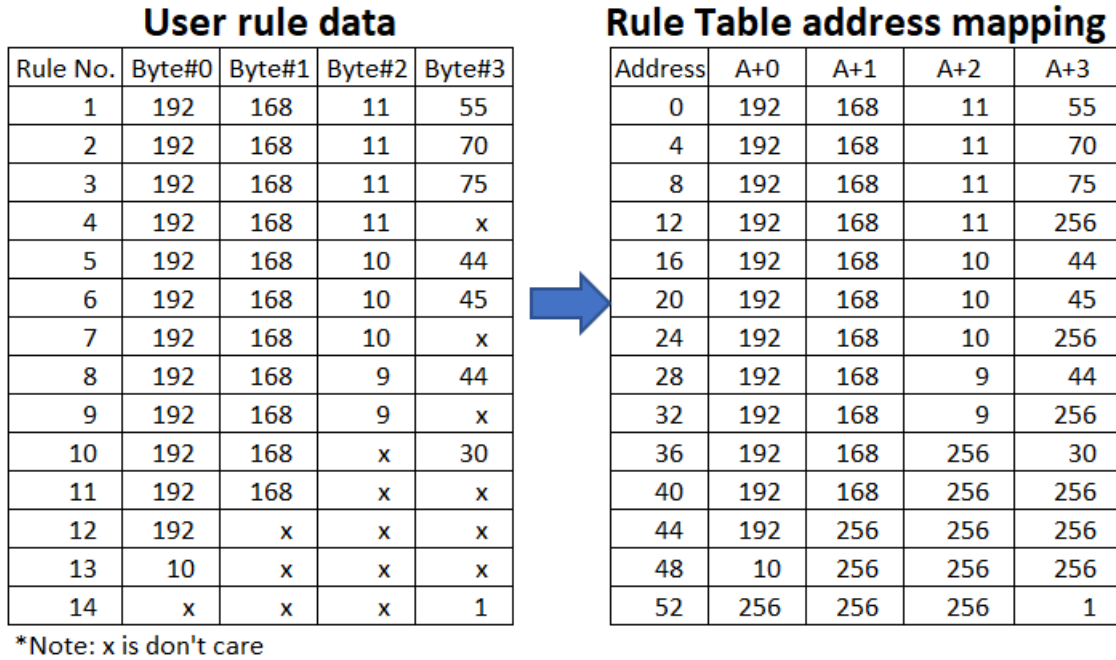 User rule data Rule Table address mapping
Rule No. Byte#0 Byte#1 Byte#2 Byte#3 Address A+0 A+1 A+2 A+3
1 192 168 11 55 0 192 168 11 55
2 192 168 11 70 4 192 168 11 70
3 192 168 11 75 8 192 168 11 75
4 192 168 11 x 12 192 168 11 256
5 192 168 10 44 16 192 168 10 44
6 192 168 10 45 20 192 168 10 45
7 192 168 10 x 24 192 168 10 256
8 192 168 9 44 28 192 168 9 44
9 192 168 9 x 32 192 168 9 256
10 192 168 x 30 36 192 168 256 30
11 192 168 x x 40 192 168 256 256
12 192 x x x 44 192 256 256 256
13 10 x x x 48 10 256 256 256
14 x x x 1 52 256 256 256 1
*Note: x is don't care